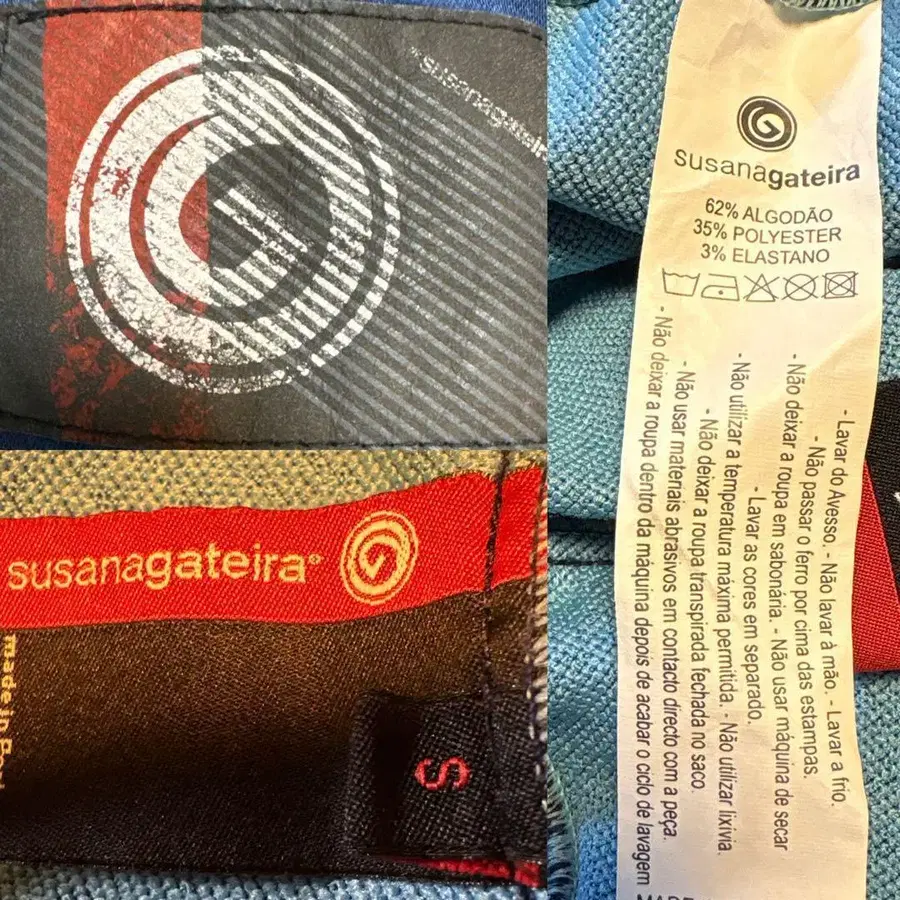 susanagateira
susanagateira®
made in
S
susanagateira
62% ALGODÃO
35% POLYESTER
3% ELASTANO
- Lavar do Avesso. - Não lavar à mão. - Lavar a frio.
- Não passar o ferro por cima das estampas.
- Não deixar a roupa em sabonária. - Não usar máquina de secar
- Lavar as cores em separado.
- Não utilizar a temperatura máxima permitida. - Não utilizar lixivia.
- Não deixar a roupa transpirada fechada no saco.
- Não usar materiais abrasivos em contacto directo com a peça.
- Não deixar a roupa dentro da máquina depois de acabar o ciclo de lavagem